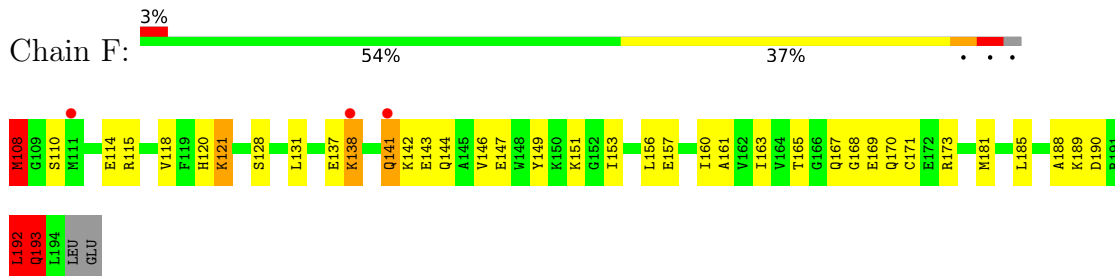 3%
Chain F:
54% 37% • • •
M108 G109 S110 M111 E114 R115 V118 F119 H120 K121 S128 L131 E137 K138 Q141 K142 E143 Q144 A145 V146 E147 W148 Y149 K150 K151 G152 I153 L156 E157 I160 A161 V162 I163 V164 T165 G166 Q167 G168 E169 Q170 C171 E172 R173 M181 L185 A188 K189 D190 R191
L192 Q193 L194 LEU GLU